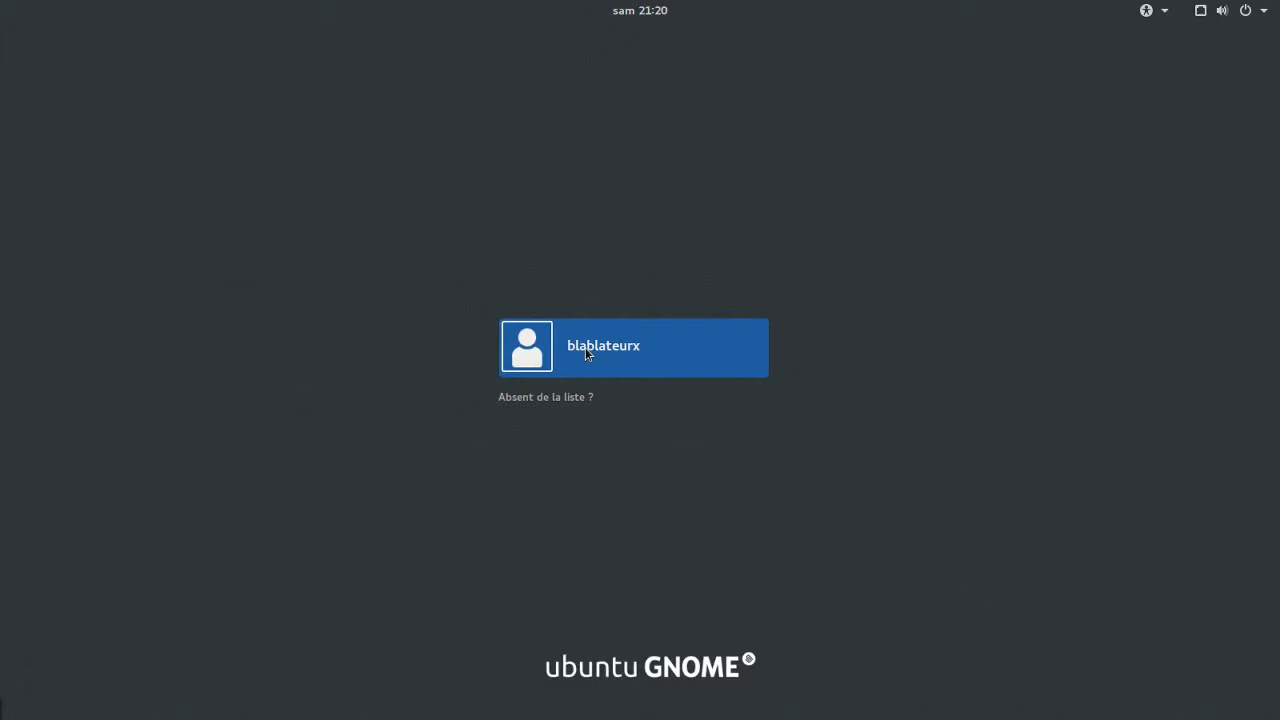 sam 21:20
blablateurx
Absent de la liste ?
ubuntu GNOME